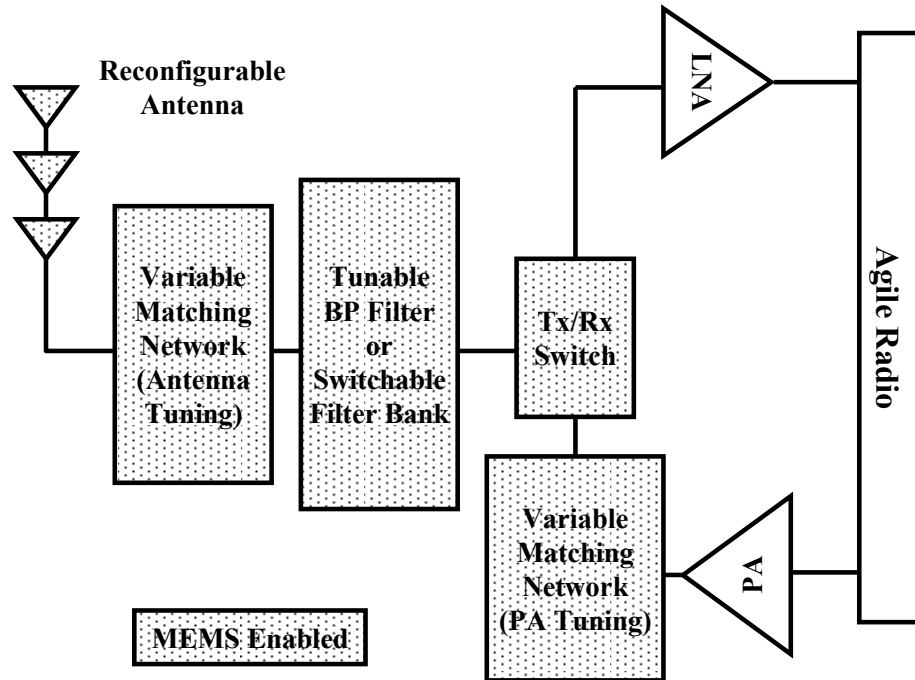 Reconfigurable
Antenna
Variable
Matching
Network
(Antenna
Tuning)
Tunable
BP Filter
or
Switchable
Filter Bank
Tx/Rx
Switch
LNA
Agile Radio
Variable
Matching
Network
(PA Tuning)
PA
MEMS Enabled